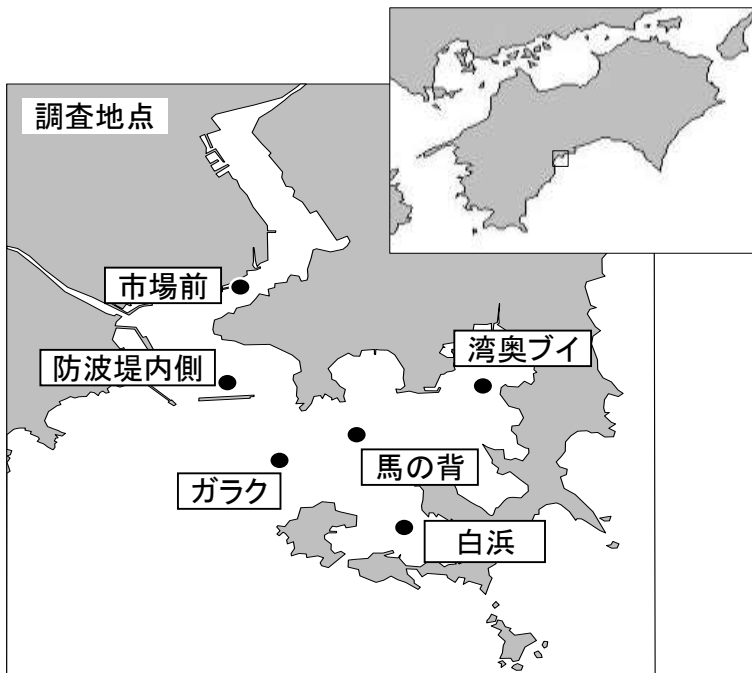 調査地点
市場前
湾奥ブイ
防波堤内側
馬の背
ガラク
白浜